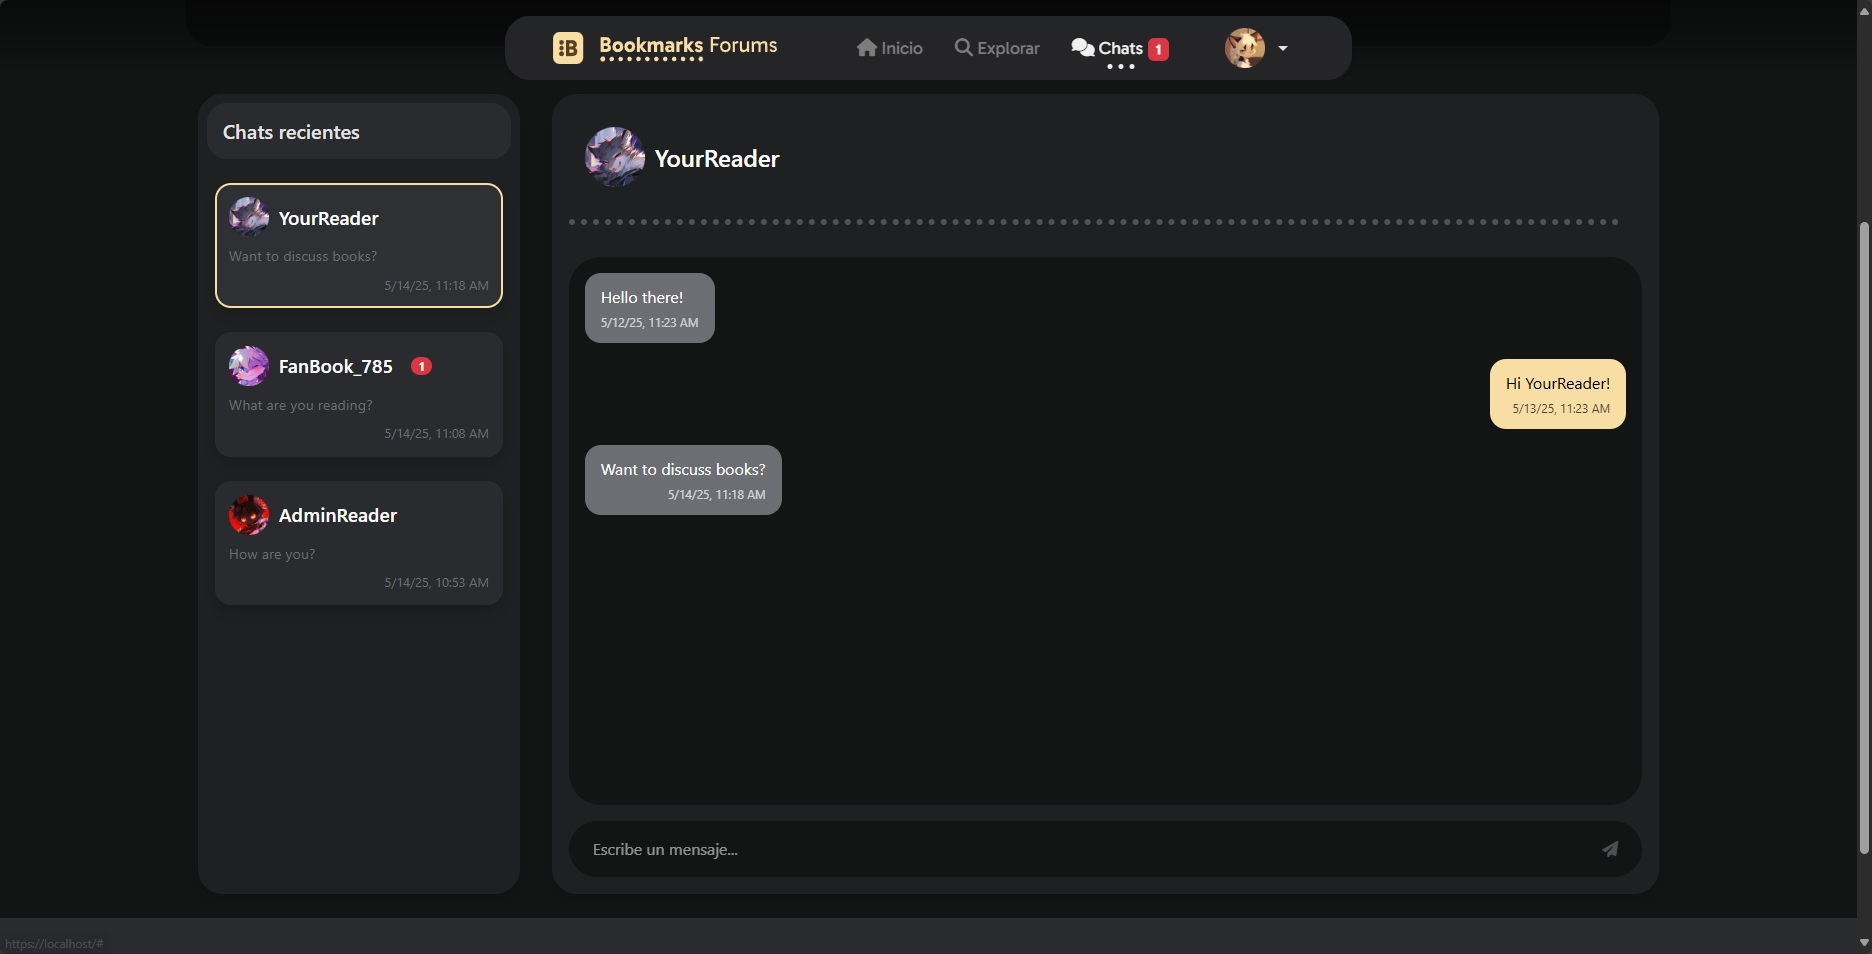 :B Bookmarks Forums
Inicio
Explorar
Chats 1
Chats recientes
YourReader
Want to discuss books?
5/14/25, 11:18 AM
FanBook_785 1
What are you reading?
5/14/25, 11:08 AM
AdminReader
How are you?
5/14/25, 10:53 AM
YourReader
Hello there!
5/12/25, 11:23 AM
Hi YourReader!
5/13/25, 11:23 AM
Want to discuss books?
5/14/25, 11:18 AM
Escribe un mensaje...
https://localhost/#